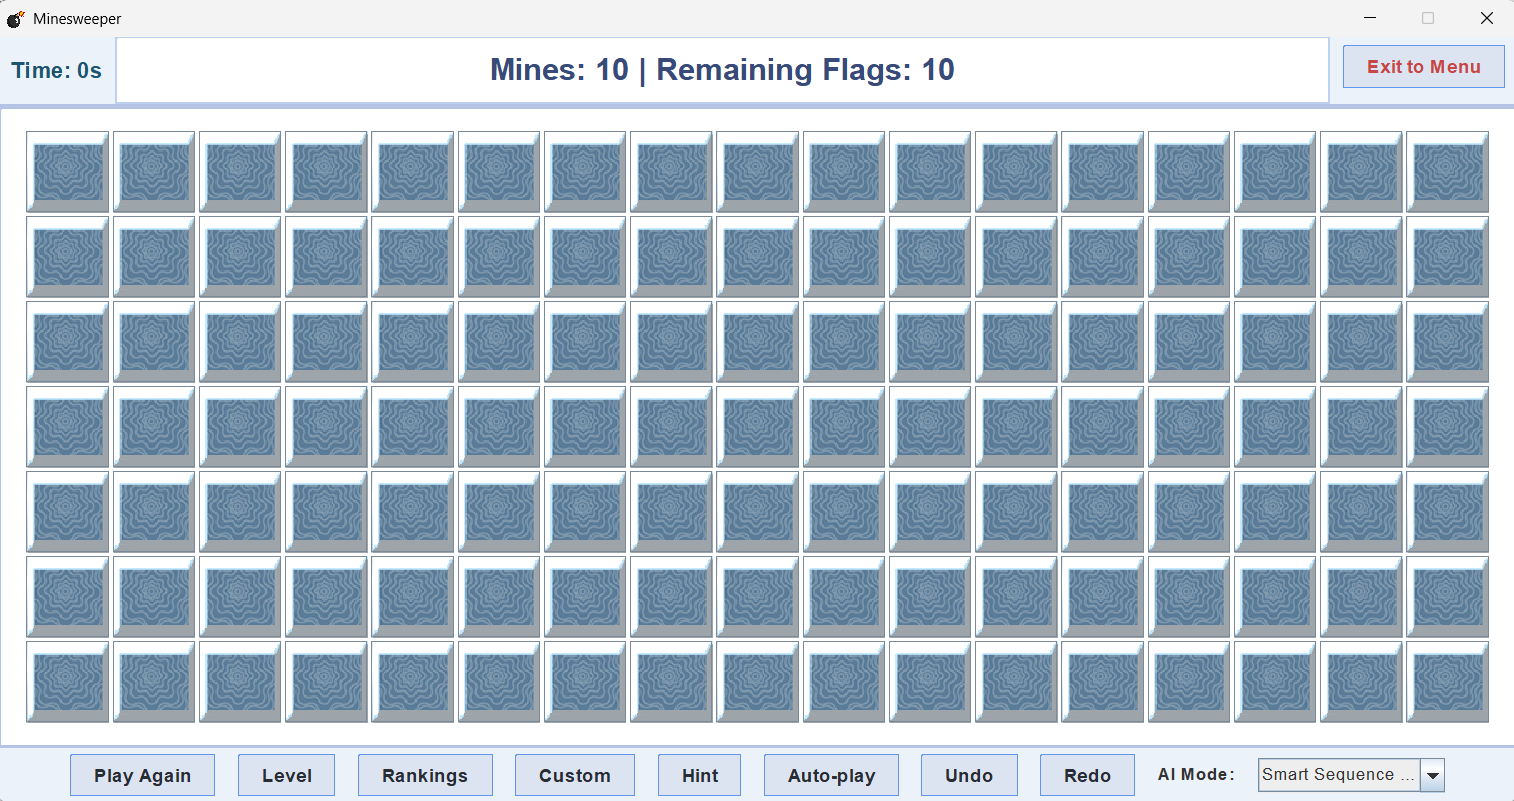 Minesweeper
Time: 0s
Mines: 10 | Remaining Flags: 10
Exit to Menu
Play Again
Level
Rankings
Custom
Hint
Auto-play
Undo
Redo
AI Mode:
Smart Sequence ...